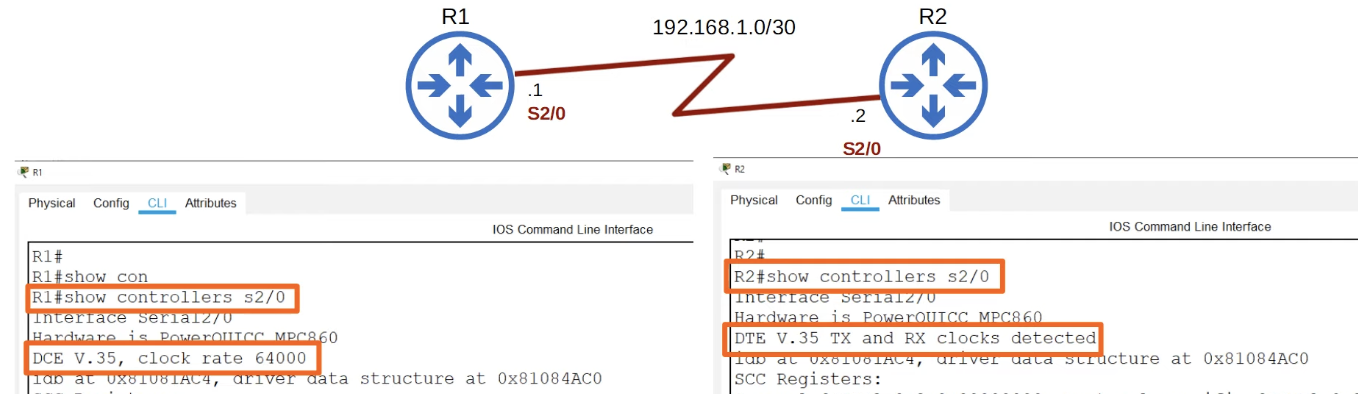 R1
R2
192.168.1.0/30
.1
S2/0
.2
S2/0
R1
Physical Config CLI Attributes
IOS Command Line Interface
R1#
R1#show con
R1#show controllers s2/0
Interface Serial2/0
Hardware is PowerQUICC MPC860
DCE V.35, clock rate 64000
idb at 0x81081AC4, driver data structure at 0x81084AC0
R2
Physical Config CLI Attributes
IOS Command Line Interface
R2#
R2#show controllers s2/0
Interface Serial2/0
Hardware is PowerQUICC MPC860
DTE V.35 TX and RX clocks detected
idb at 0x81081AC4, driver data structure at 0x81084AC0
SCC Registers: